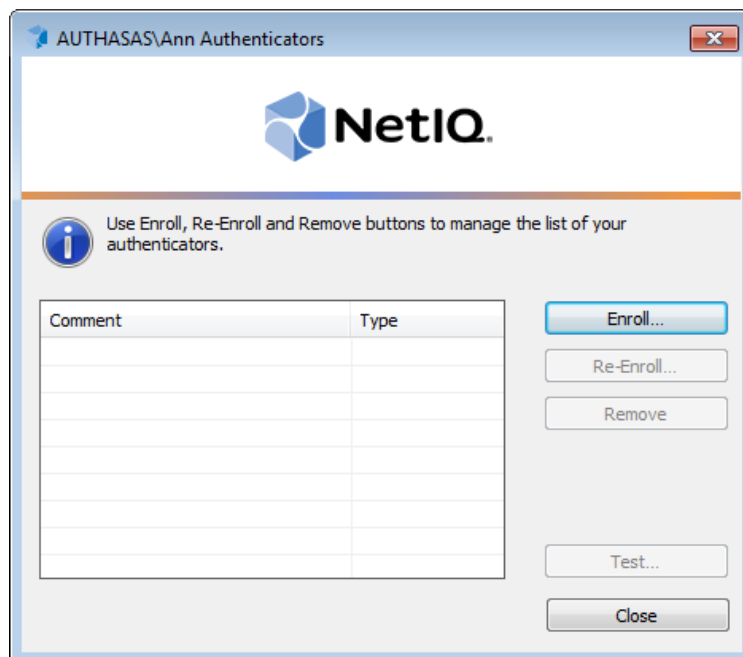 AUTHASAS\Ann Authenticators
NetIQ.
Use Enroll, Re-Enroll and Remove buttons to manage the list of your
authenticators.
Comment Type
Enroll...
Re-Enroll...
Remove
Test...
Close